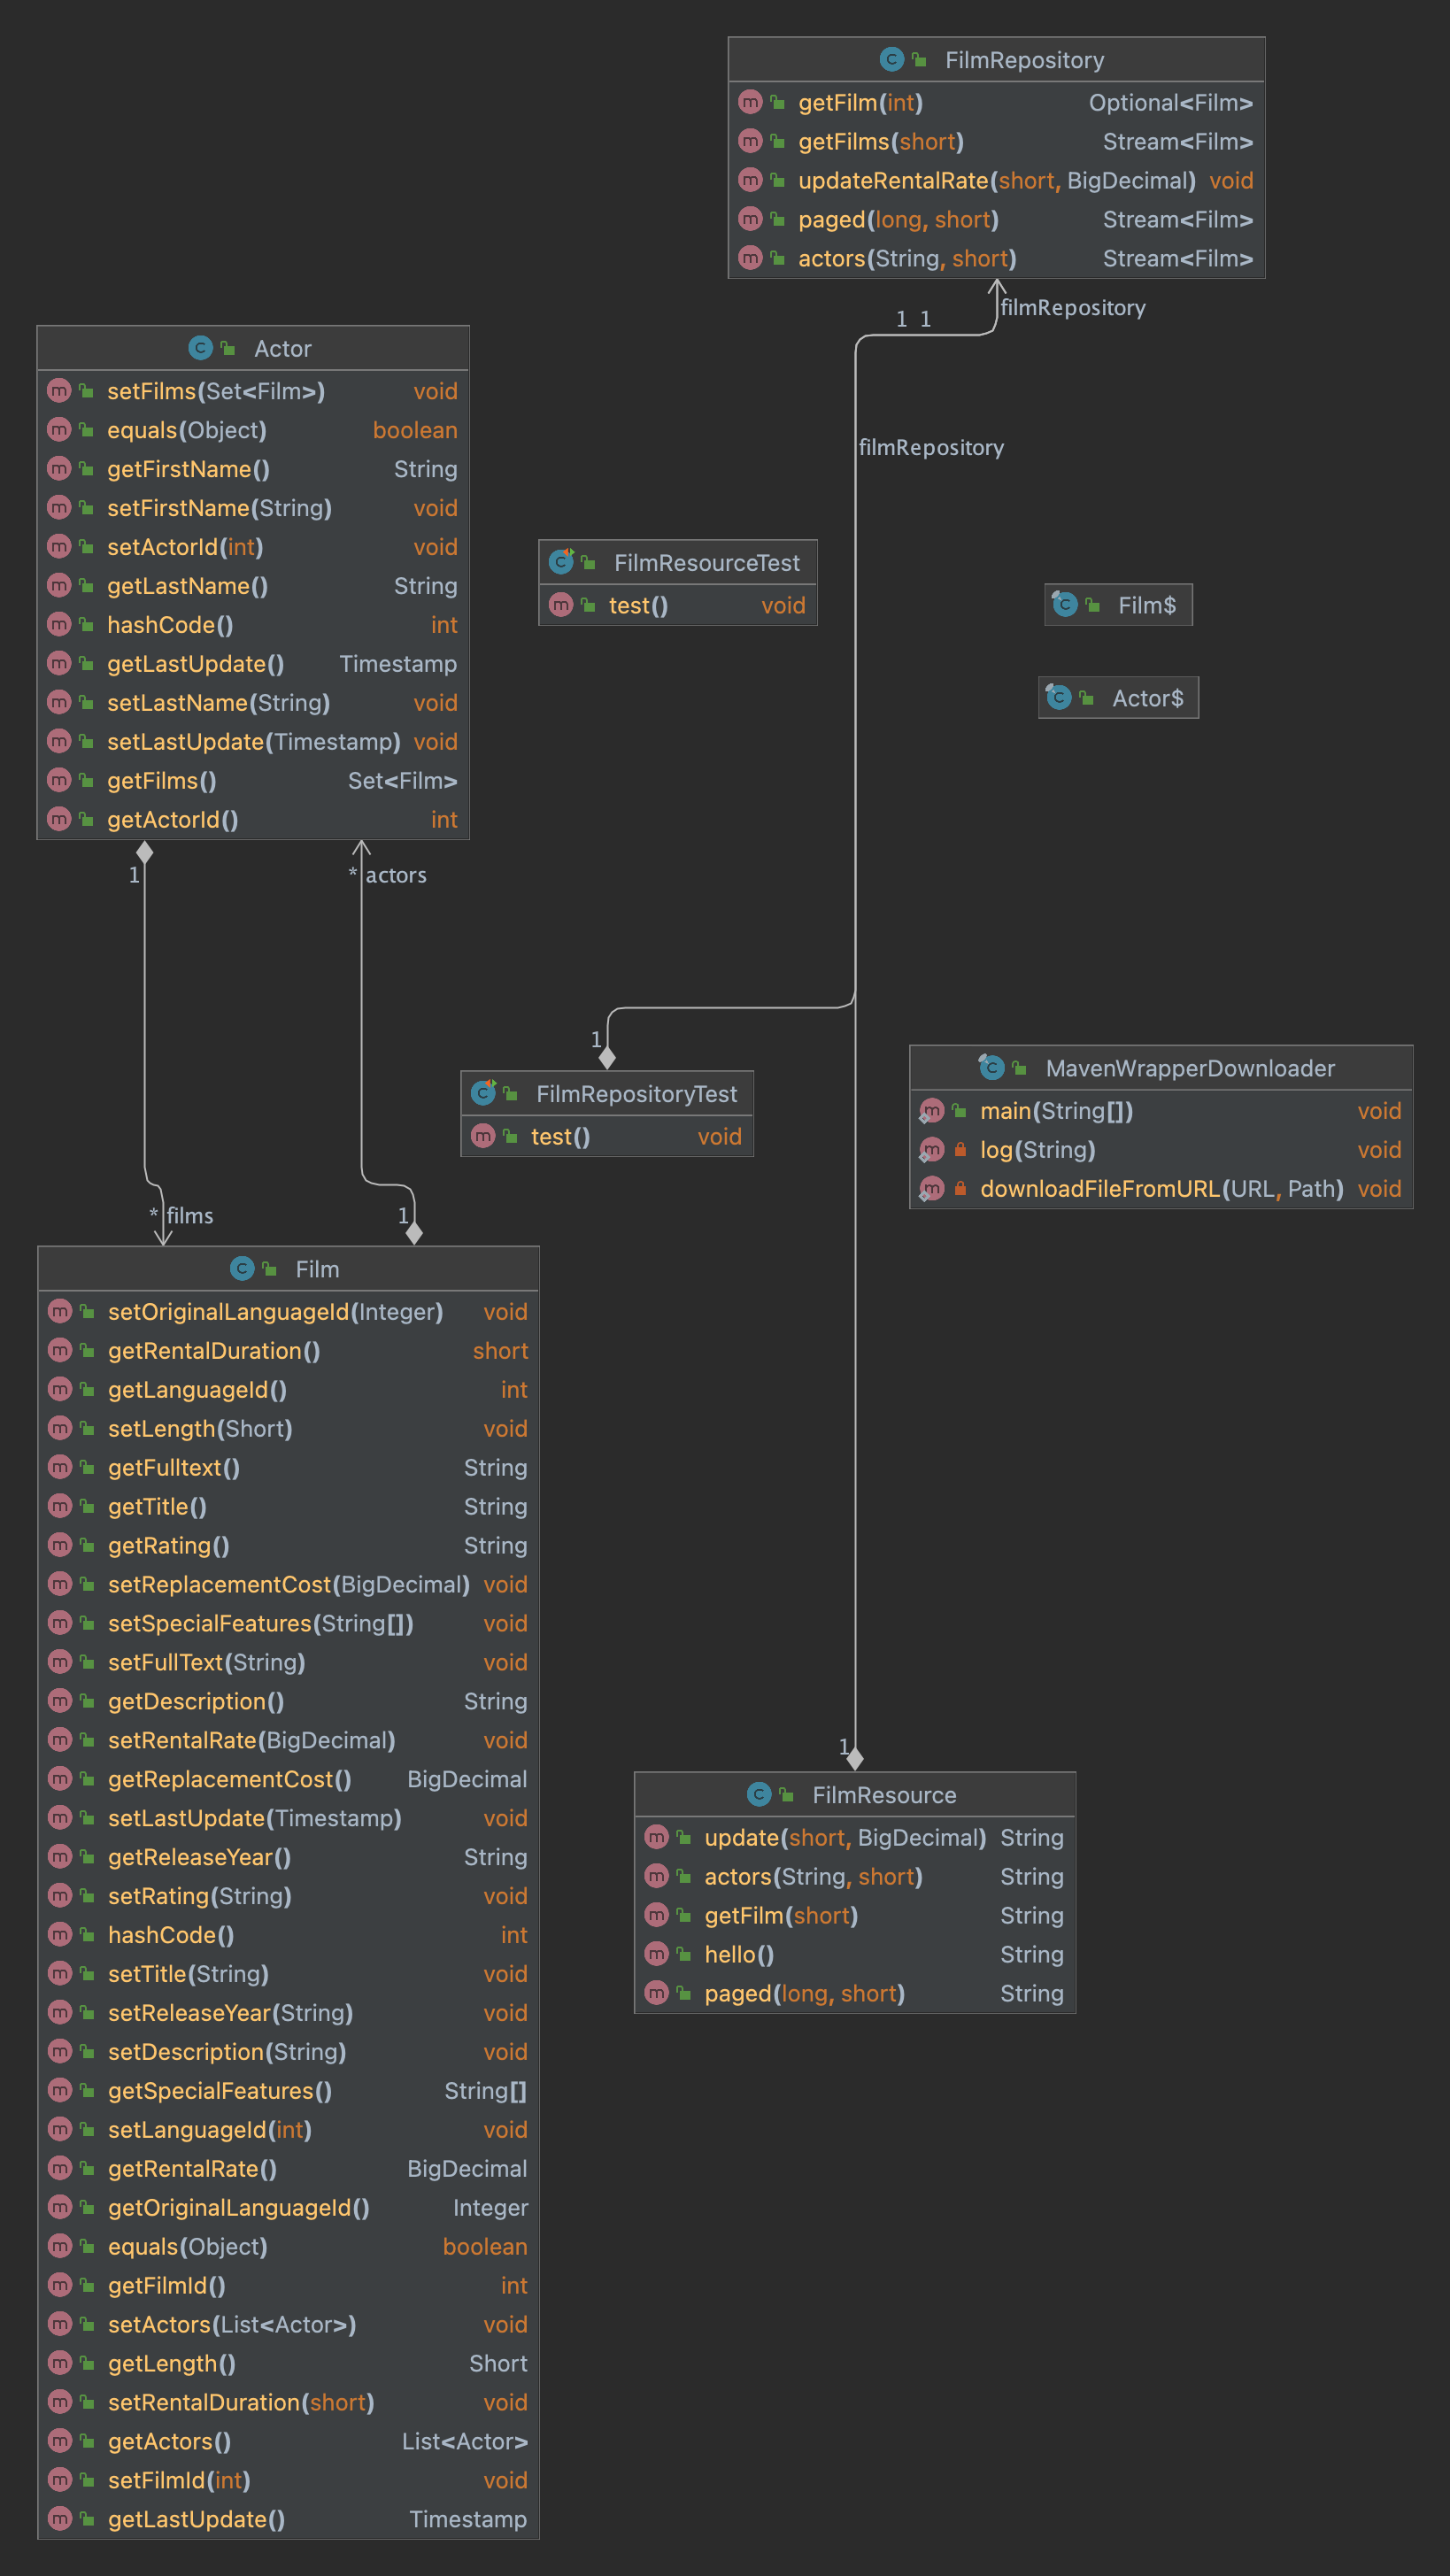 FilmRepository
getFilm(int) Optional<Film>
getFilms(short) Stream<Film>
updateRentalRate(short, BigDecimal) void
paged(long, short) Stream<Film>
actors(String, short) Stream<Film>
1 1 filmRepository
filmRepository
Actor
setFilms(Set<Film>) void
equals(Object) boolean
getFirstName() String
setFirstName(String) void
setActorId(int) void
getLastName() String
hashCode() int
getLastUpdate() Timestamp
setLastName(String) void
setLastUpdate(Timestamp) void
getFilms() Set<Film>
getActorId() int
1
* actors
FilmResourceTest
test() void
Film$
Actor$
1
FilmRepositoryTest
test() void
MavenWrapperDownloader
main(String[]) void
log(String) void
downloadFileFromURL(URL, Path) void
* films
1
Film
setOriginalLanguageId(Integer) void
getRentalDuration() short
getLanguageId() int
setLength(Short) void
getFulltext() String
getTitle() String
getRating() String
setReplacementCost(BigDecimal) void
setSpecialFeatures(String[]) void
setFullText(String) void
getDescription() String
setRentalRate(BigDecimal) void
getReplacementCost() BigDecimal
setLastUpdate(Timestamp) void
getReleaseYear() String
setRating(String) void
hashCode() int
setTitle(String) void
setReleaseYear(String) void
setDescription(String) void
getSpecialFeatures() String[]
setLanguageId(int) void
getRentalRate() BigDecimal
getOriginalLanguageId() Integer
equals(Object) boolean
getFilmId() int
setActors(List<Actor>) void
getLength() Short
setRentalDuration(short) void
getActors() List<Actor>
setFilmId(int) void
getLastUpdate() Timestamp
1
FilmResource
update(short, BigDecimal) String
actors(String, short) String
getFilm(short) String
hello() String
paged(long, short) String